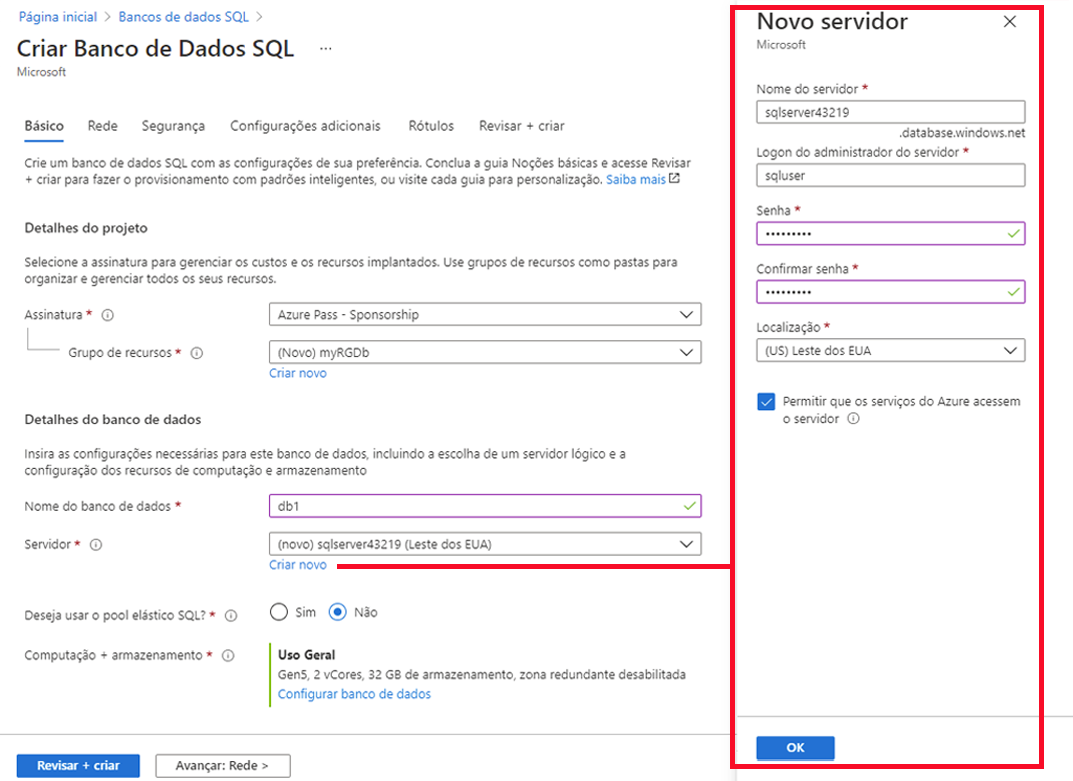 Página inicial > Bancos de dados SQL >
Criar Banco de Dados SQL ...
Microsoft
Básico Rede Segurança Configurações adicionais Rótulos Revisar + criar
Crie um banco de dados SQL com as configurações de sua preferência. Conclua a guia Noções básicas e acesse Revisar
+ criar para fazer o provisionamento com padrões inteligentes, ou visite cada guia para personalização. Saiba mais
Detalhes do projeto
Selecione a assinatura para gerenciar os custos e os recursos implantados. Use grupos de recursos como pastas para
organizar e gerenciar todos os seus recursos.
Assinatura *
Azure Pass - Sponsorship
Grupo de recursos *
(Novo) myRGDb
Criar novo
Detalhes do banco de dados
Insira as configurações necessárias para este banco de dados, incluindo a escolha de um servidor lógico e a
configuração dos recursos de computação e armazenamento
Nome do banco de dados *
db1
Servidor *
(novo) sqlserver43219 (Leste dos EUA)
Criar novo
Deseja usar o pool elástico SQL? *
Sim Não
Computação + armazenamento *
Uso Geral
Gen5, 2 vCores, 32 GB de armazenamento, zona redundante desabilitada
Configurar banco de dados
Revisar + criar
Avançar: Rede >
Novo servidor
Microsoft
Nome do servidor *
sqlserver43219
.database.windows.net
Logon do administrador do servidor *
sqluser
Senha *
•••••••••
Confirmar senha *
•••••••••
Localização *
(US) Leste dos EUA
Permitir que os serviços do Azure acessem
o servidor
OK